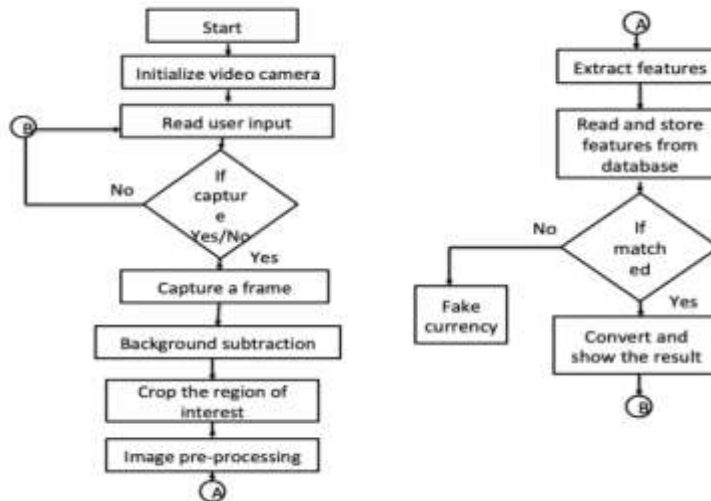 Start
Initialize video camera
B
Read user input
If
captur
e
Yes/No
No
Yes
Capture a frame
Background subtraction
Crop the region of
interest
Image pre-processing
A
A
Extract features
Read and store
features from
database
If
match
ed
No
Yes
Fake
currency
Convert and
show the result
B